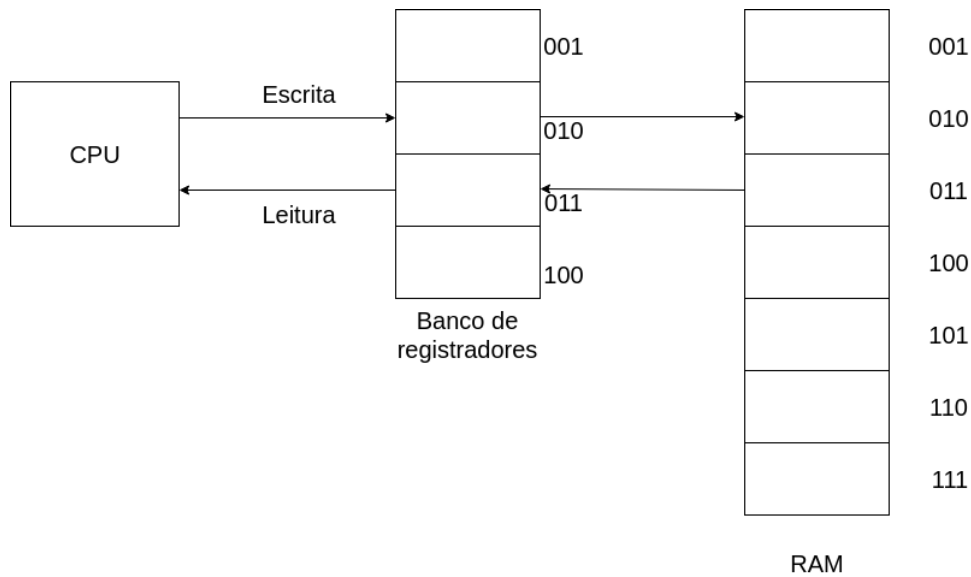 001
001
Escrita
010
010
CPU
011
011
Leitura
100
100
Banco de
registradores
101
110
111
RAM